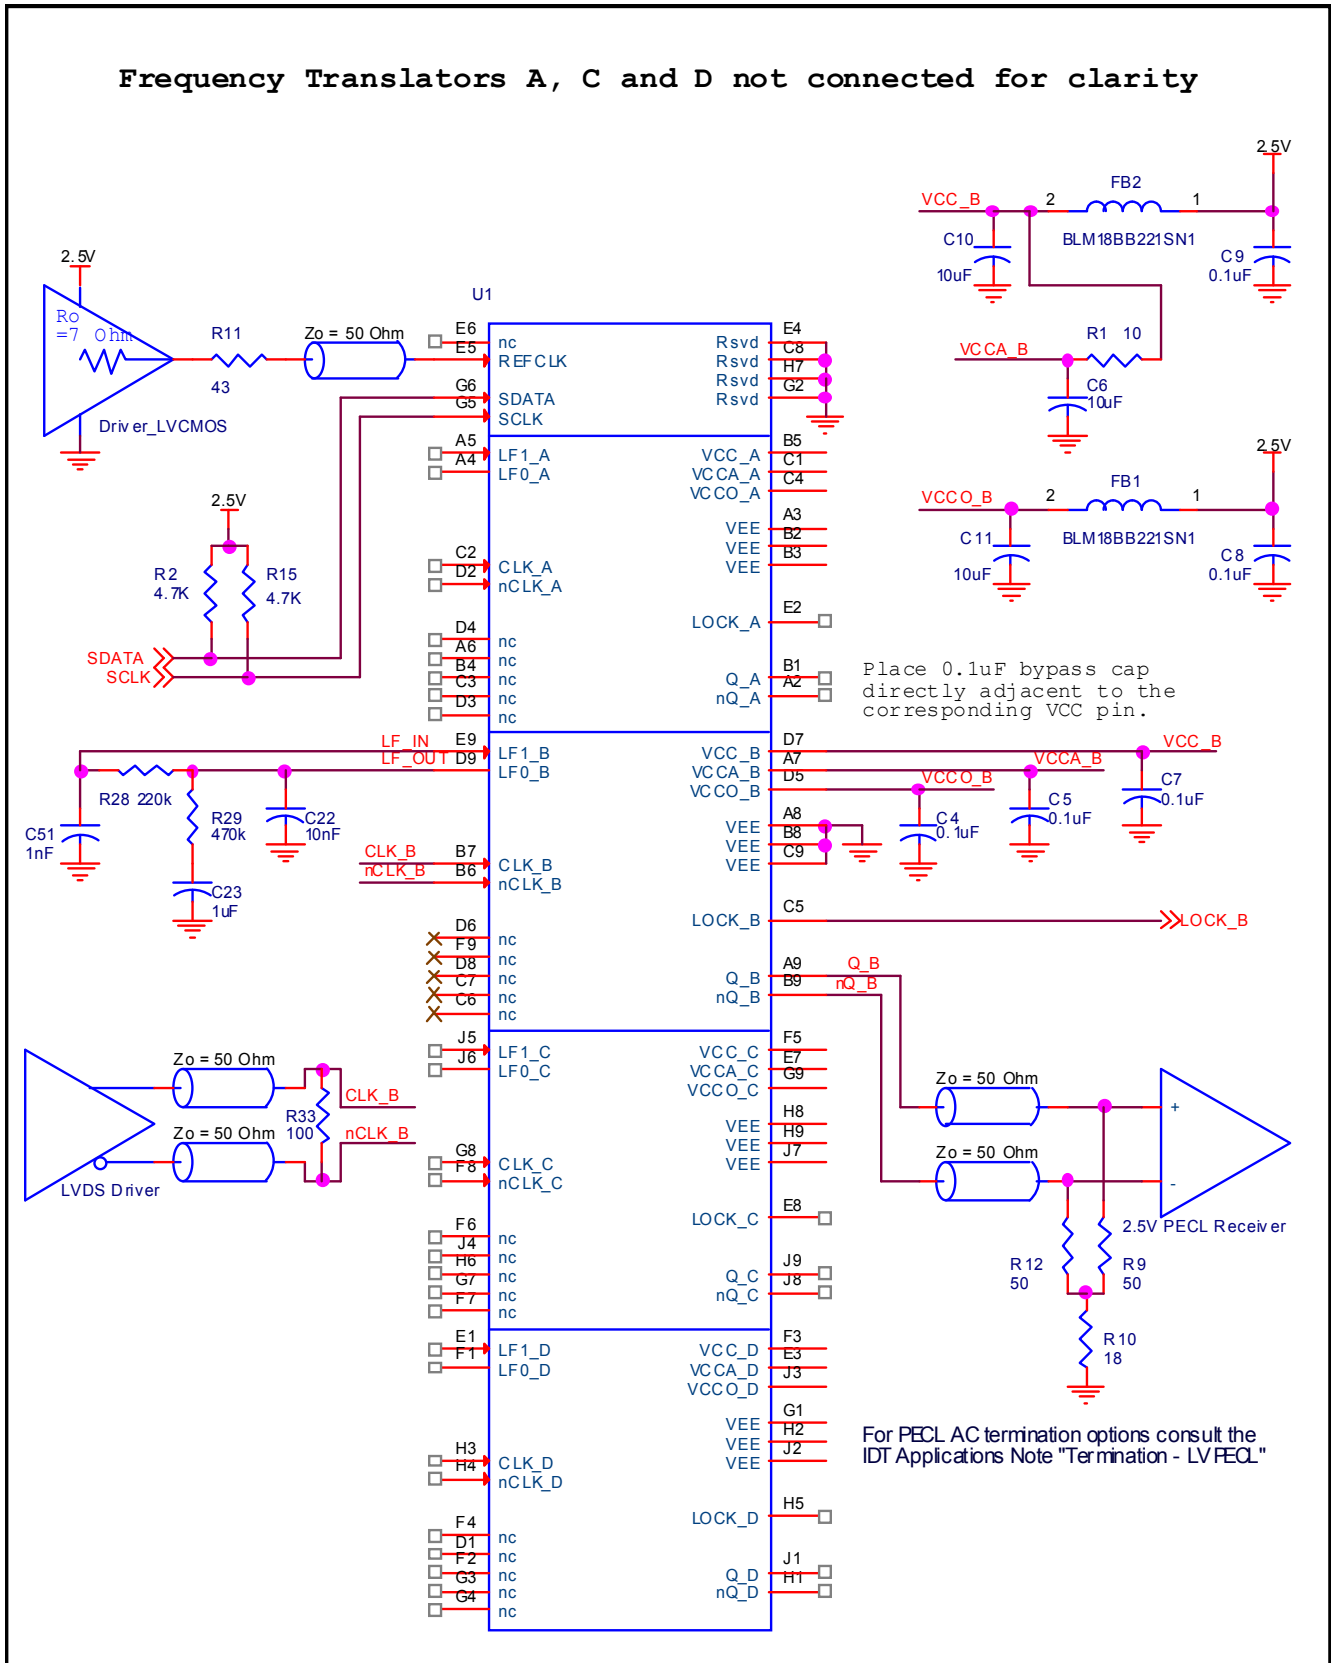 Frequency Translators A, C and D not connected for clarity
2.5V
Ro
=7 Ohm
Driver_LVCMOS
R11
43
Zo = 50 Ohm
2.5V
R2
4.7K
R15
4.7K
SDATA
SCLK
LF_IN
LF_OUT
R28 220k
R29
470k
C22
10nF
C51
1nF
C23
1uF
CLK_B
nCLK_B
Zo = 50 Ohm
Zo = 50 Ohm
R33
100
CLK_B
nCLK_B
LVDS Driver
U1
E6 nc
E5 REFCLK
G6 SDATA
G5 SCLK
A5 LF1_A
A4 LF0_A
C2 CLK_A
D2 nCLK_A
D4 nc
A6 nc
B4 nc
C3 nc
D3 nc
E9 LF1_B
D9 LF0_B
B7 CLK_B
B6 nCLK_B
D6 nc
F9 nc
D8 nc
C7 nc
C6 nc
J5 LF1_C
J6 LF0_C
G8 CLK_C
F8 nCLK_C
F6 nc
J4 nc
H6 nc
G7 nc
F7 nc
E1 LF1_D
F1 LF0_D
H3 CLK_D
H4 nCLK_D
F4 nc
D1 nc
F2 nc
G3 nc
G4 nc
Rsvd E4
Rsvd C8
Rsvd H7
Rsvd G2
VCC_A B5
VCCA_A C1
VCCO_A C4
VEE A3
VEE B2
VEE B3
LOCK_A E2
Q_A B1
nQ_A A2
VCC_B D7
VCCA_B A7
VCCO_B D5
VEE A8
VEE B8
VEE C9
LOCK_B C5
Q_B A9
nQ_B B9
VCC_C F5
VCCA_C E7
VCCO_C G9
VEE H8
VEE H9
VEE J7
LOCK_C E8
Q_C J9
nQ_C J8
VCC_D F3
VCCA_D E3
VCCO_D J3
VEE G1
VEE H2
VEE J2
LOCK_D H5
Q_D J1
nQ_D H1
2.5V
VCC_B
2
FB2
1
BLM18BB221SN1
C10
10uF
C9
0.1uF
R1 10
VCCA_B
C6
10uF
2.5V
VCCO_B
2
FB1
1
BLM18BB221SN1
C11
10uF
C8
0.1uF
Place 0.1uF bypass cap
directly adjacent to the
corresponding VCC pin.
VCC_B
VCCA_B
VCCO_B
C7
0.1uF
C5
0.1uF
C4
0.1uF
LOCK_B
Q_B
nQ_B
Zo = 50 Ohm
Zo = 50 Ohm
+
-
2.5V PECL Receiver
R12
50
R9
50
R10
18
For PECL AC termination options consult the
IDT Applications Note "Termination - LVPECL"